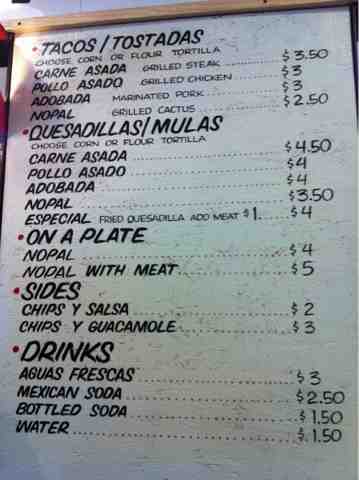 • TACOS / TOSTADAS
CHOOSE CORN OR FLOUR TORTILLA
CARNE ASADA GRILLED STEAK $3.50
POLLO ASADO GRILLED CHICKEN $3
ADOBADA MARINATED PORK $3
NOPAL GRILLED CACTUS $2.50
• QUESADILLAS / MULAS
CHOOSE CORN OR FLOUR TORTILLA
CARNE ASADA $4.50
POLLO ASADO $4
ADOBADA $4
NOPAL $3.50
ESPECIAL FRIED QUESADILLA ADD MEAT $1. $4
• ON A PLATE
NOPAL $4
NOPAL WITH MEAT $5
• SIDES
CHIPS Y SALSA $2
CHIPS Y GUACAMOLE $3
• DRINKS
AGUAS FRESCAS $3
MEXICAN SODA $2.50
BOTTLED SODA $1.50
WATER $1.50